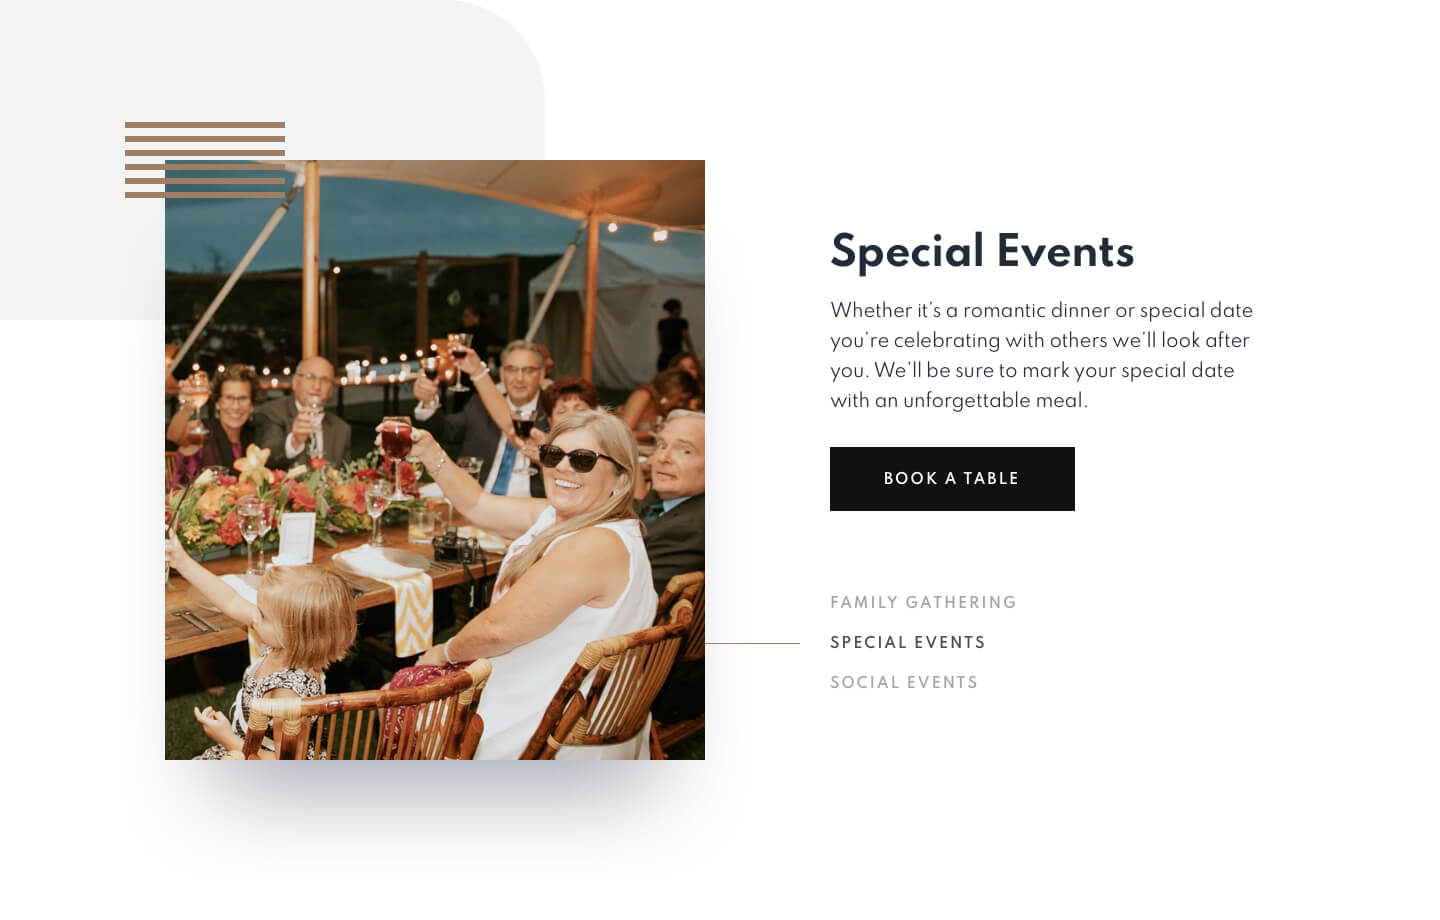 Special Events
Whether it’s a romantic dinner or special date
you’re celebrating with others we’ll look after
you. We’ll be sure to mark your special date
with an unforgettable meal.
BOOK A TABLE
FAMILY GATHERING
SPECIAL EVENTS
SOCIAL EVENTS